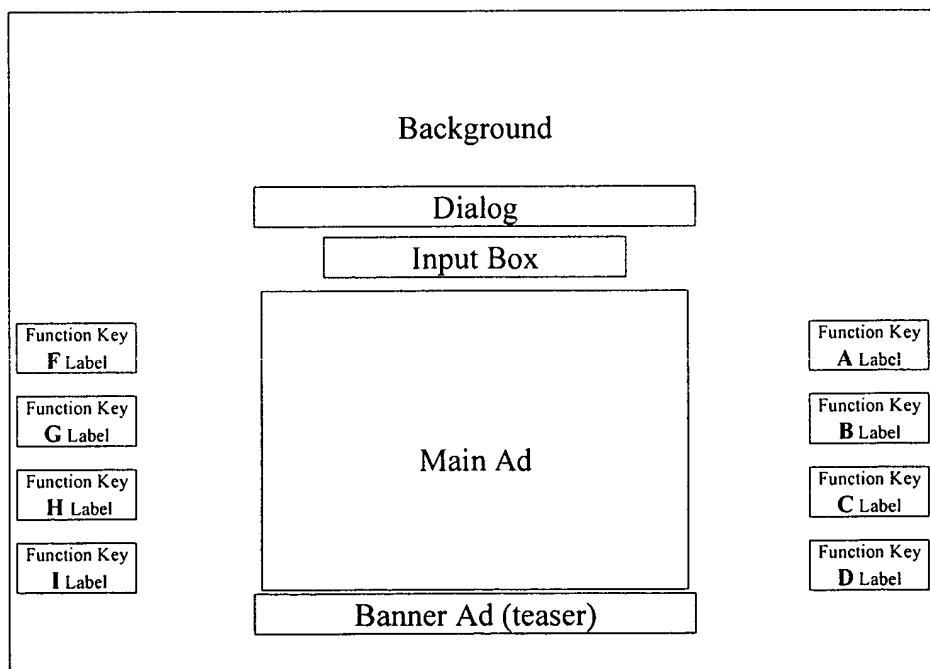 Background
Dialog
Input Box
Function Key
F Label
Function Key
A Label
Function Key
G Label
Function Key
B Label
Main Ad
Function Key
H Label
Function Key
C Label
Function Key
I Label
Function Key
D Label
Banner Ad (teaser)